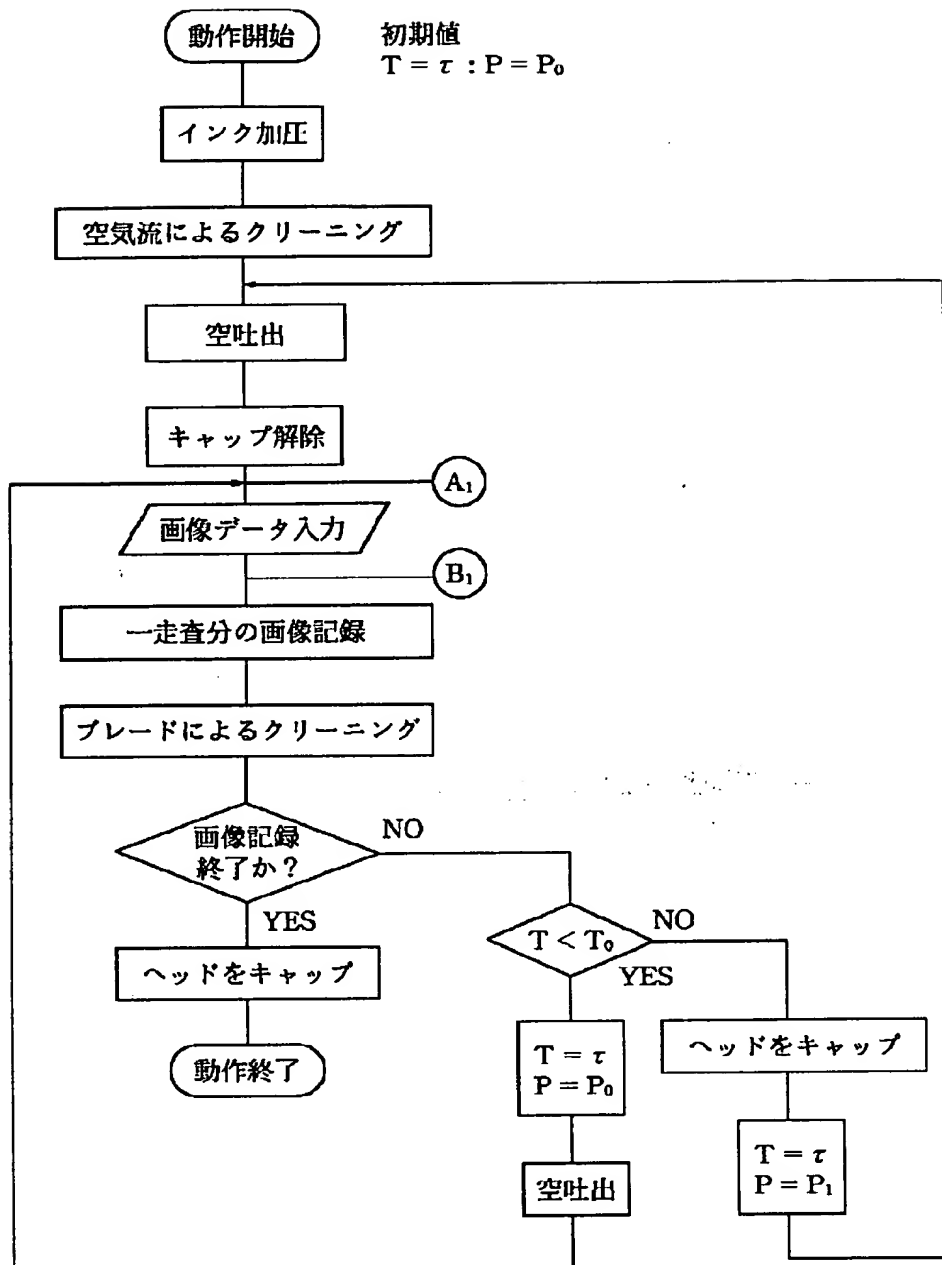 動作開始
初期値
T = τ : P = P₀
インク加圧
空気流によるクリーニング
空吐出
キャップ解除
A₁
画像データ入力
B₁
一走査分の画像記録
ブレードによるクリーニング
画像記録
終了か？
NO
YES
T < T₀
NO
YES
ヘッドをキャップ
動作終了
T = τ
P = P₀
空吐出
ヘッドをキャップ
T = τ
P = P₁